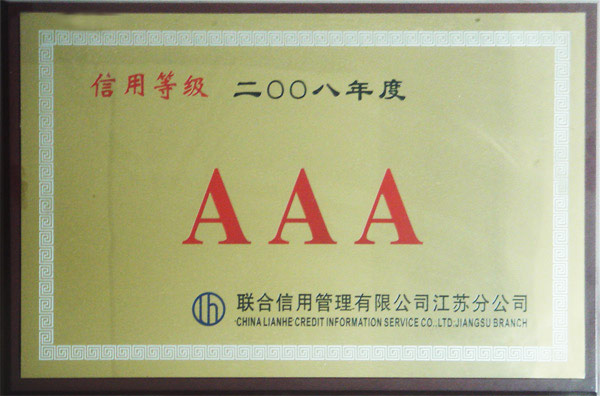 信用等级 二〇〇八年度
AAA
联合信用管理有限公司江苏分公司
CHINA LIANHE CREDIT INFORMATION SERVICE CO.,LTD.JIANGSU BRANCH